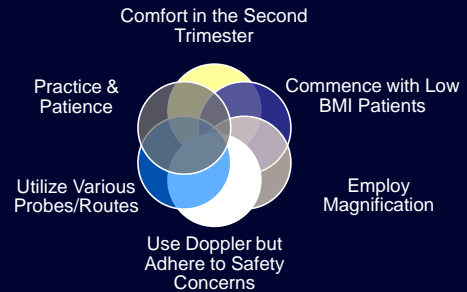 Comfort in the Second
Trimester
Practice &
Patience
Commence with Low
BMI Patients
Utilize Various
Probes/Routes
Employ
Magnification
Use Doppler but
Adhere to Safety
Concerns